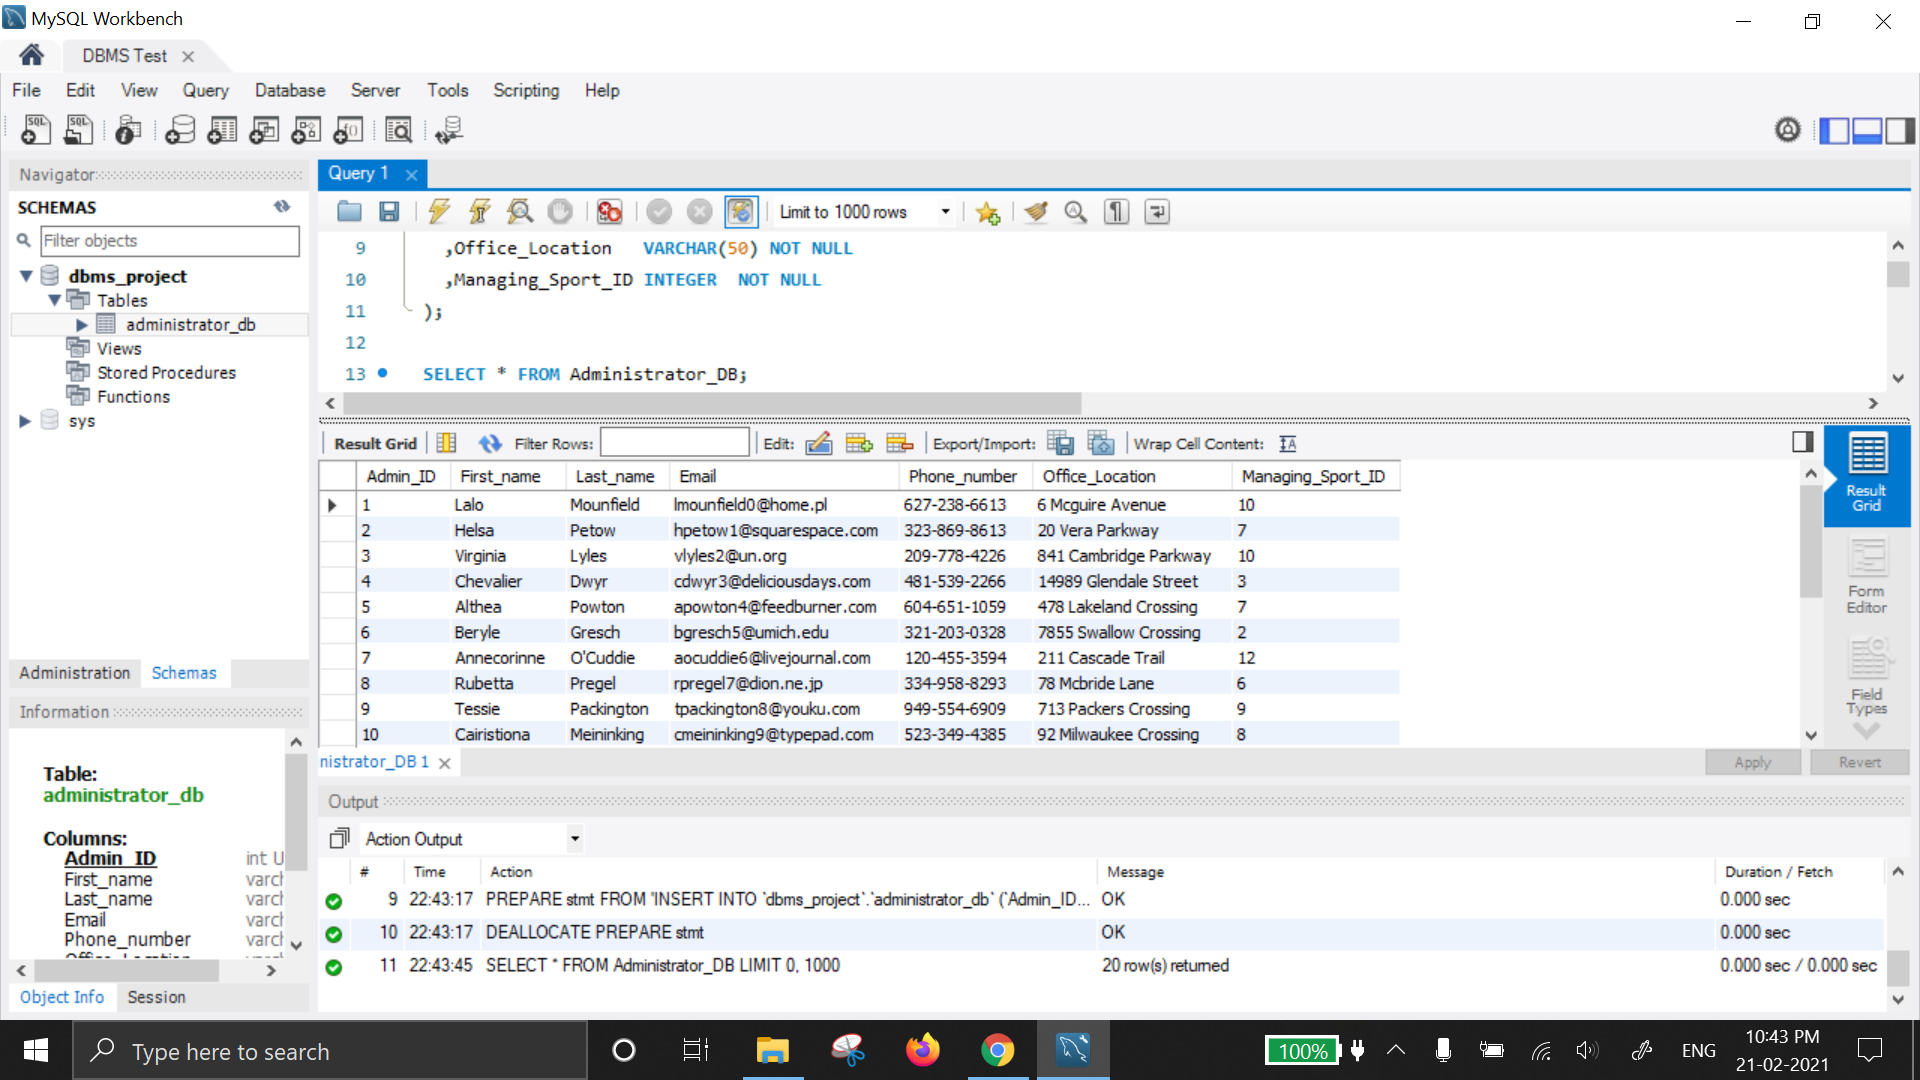 MySQL Workbench
DBMS Test
File Edit View Query Database Server Tools Scripting Help
Navigator
SCHEMAS
Filter objects
dbms_project
Tables
administrator_db
Views
Stored Procedures
Functions
sys
Administration Schemas
Information
Table:
administrator_db
Columns:
Admin_ID int U
First_name varch
Last_name varch
Email varch
Phone_number varch
Object Info Session
Query 1
Limit to 1000 rows
9 ,Office_Location VARCHAR(50) NOT NULL
10 ,Managing_Sport_ID INTEGER NOT NULL
11 );
12
13 SELECT * FROM Administrator_DB;
Result Grid Filter Rows: Edit: Export/Import: Wrap Cell Content:
Admin_ID First_name Last_name Email Phone_number Office_Location Managing_Sport_ID
1 Lalo Mounfield lmounfield0@home.pl 627-238-6613 6 Mcguire Avenue 10
2 Helsa Petow hpetow1@squarespace.com 323-869-8613 20 Vera Parkway 7
3 Virginia Lyles vlyles2@un.org 209-778-4226 841 Cambridge Parkway 10
4 Chevalier Dwyr cdwyr3@deliciousdays.com 481-539-2266 14989 Glendale Street 3
5 Althea Powton apowton4@feedburner.com 604-651-1059 478 Lakeland Crossing 7
6 Beryle Gresch bgresch5@umich.edu 321-203-0328 7855 Swallow Crossing 2
7 Annecorinne O'Cuddie aocuddie6@livejournal.com 120-455-3594 211 Cascade Trail 12
8 Rubetta Pregel rpregel7@dion.ne.jp 334-958-8293 78 Mcbride Lane 6
9 Tessie Packington tpackington8@youku.com 949-554-6909 713 Packers Crossing 9
10 Cairistiona Meininking cmeininking9@typepad.com 523-349-4385 92 Milwaukee Crossing 8
Result
Grid
Form
Editor
Field
Types
nistrator_DB 1
Apply Revert
Output
Action Output
# Time Action Message Duration / Fetch
9 22:43:17 PREPARE stmt FROM 'INSERT INTO `dbms_project`.`administrator_db` (`Admin_ID... OK 0.000 sec
10 22:43:17 DEALLOCATE PREPARE stmt OK 0.000 sec
11 22:43:45 SELECT * FROM Administrator_DB LIMIT 0, 1000 20 row(s) returned 0.000 sec / 0.000 sec
Type here to search
100%
ENG
10:43 PM
21-02-2021